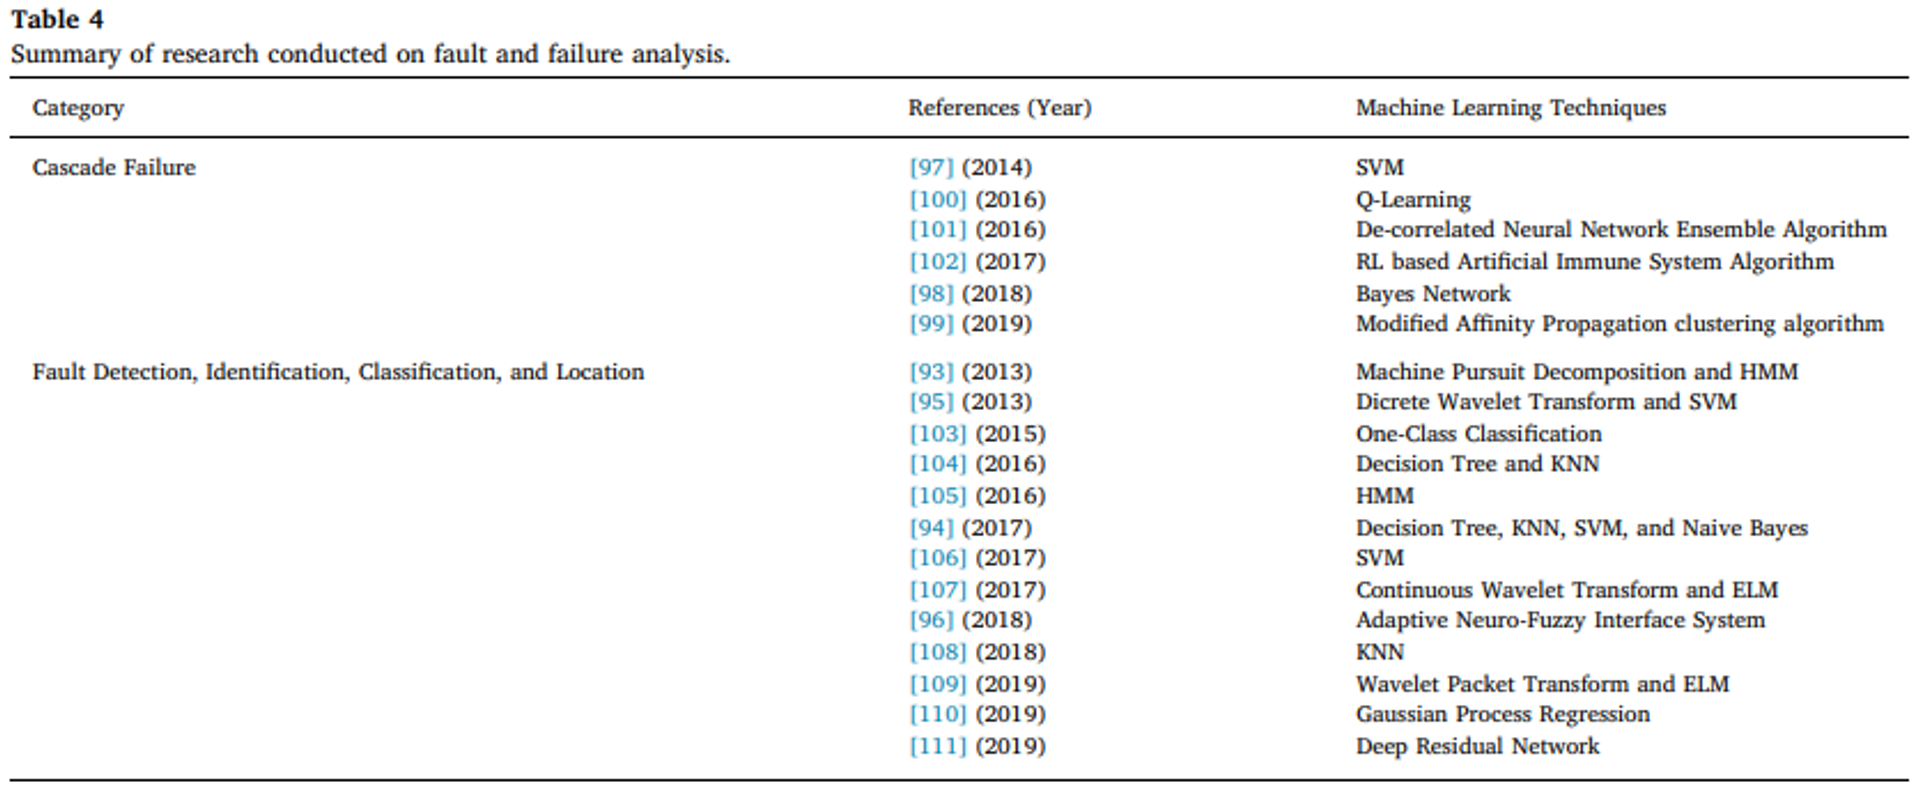 Table 4
Summary of research conducted on fault and failure analysis.
Category References (Year) Machine Learning Techniques
Cascade Failure [97] (2014) SVM
[100] (2016) Q-Learning
[101] (2016) De-correlated Neural Network Ensemble Algorithm
[102] (2017) RL based Artificial Immune System Algorithm
[98] (2018) Bayes Network
[99] (2019) Modified Affinity Propagation clustering algorithm
Fault Detection, Identification, Classification, and Location [93] (2013) Machine Pursuit Decomposition and HMM
[95] (2013) Dicrete Wavelet Transform and SVM
[103] (2015) One-Class Classification
[104] (2016) Decision Tree and KNN
[105] (2016) HMM
[94] (2017) Decision Tree, KNN, SVM, and Naive Bayes
[106] (2017) SVM
[107] (2017) Continuous Wavelet Transform and ELM
[96] (2018) Adaptive Neuro-Fuzzy Interface System
[108] (2018) KNN
[109] (2019) Wavelet Packet Transform and ELM
[110] (2019) Gaussian Process Regression
[111] (2019) Deep Residual Network